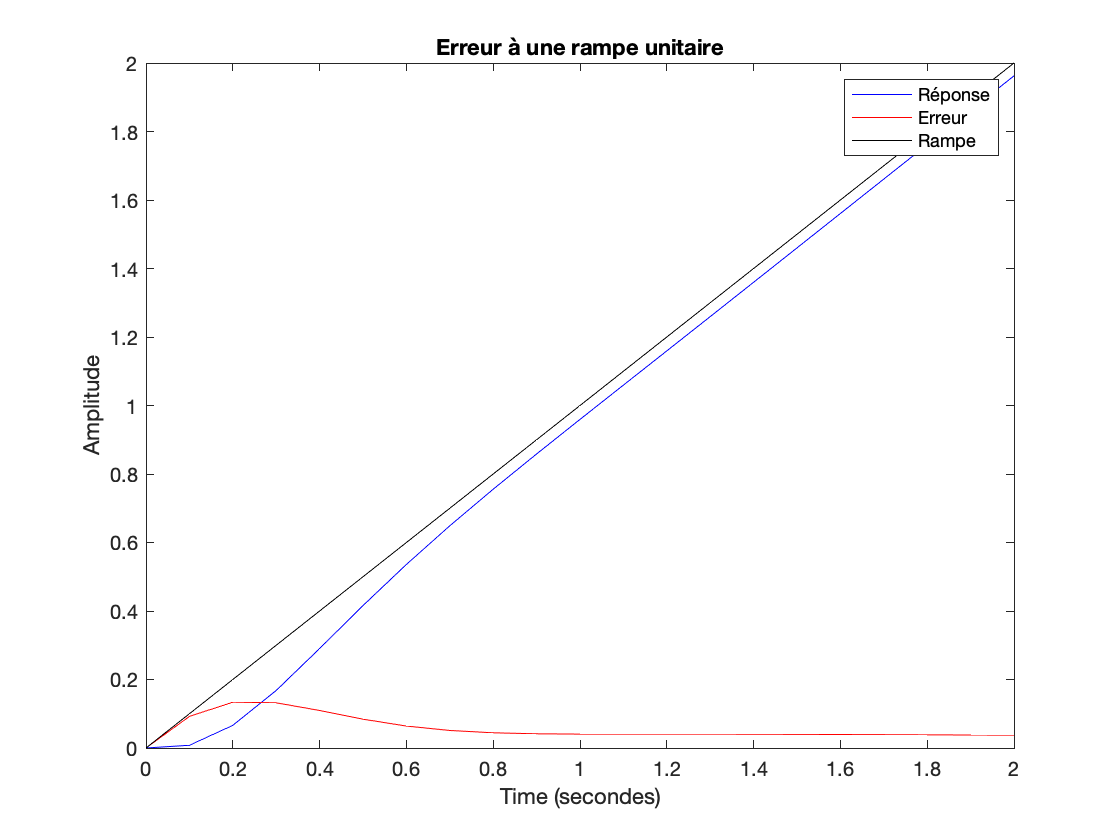 Erreur à une rampe unitaire
Réponse
Erreur
Rampe
Amplitude
2
1.8
1.6
1.4
1.2
1
0.8
0.6
0.4
0.2
0
0 0.2 0.4 0.6 0.8 1 1.2 1.4 1.6 1.8 2
Time (secondes)